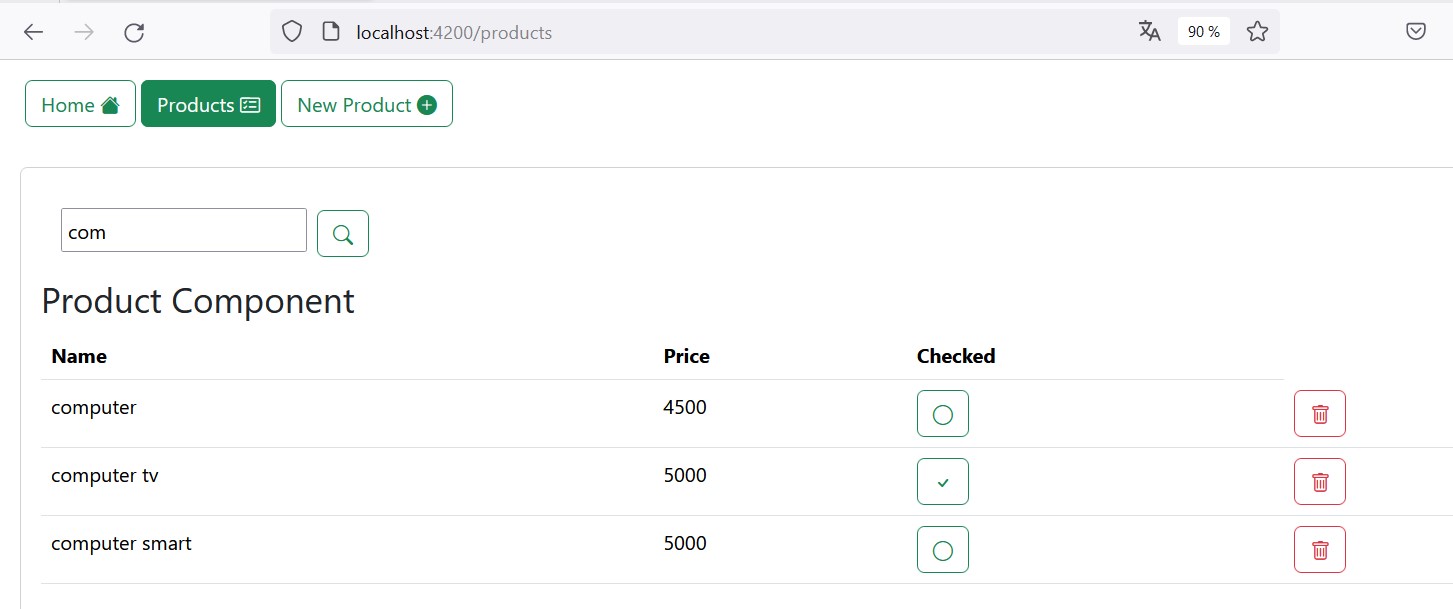 localhost:4200/products
90 %
Home
Products
New Product
com
Product Component
Name Price Checked
computer 4500
computer tv 5000
computer smart 5000